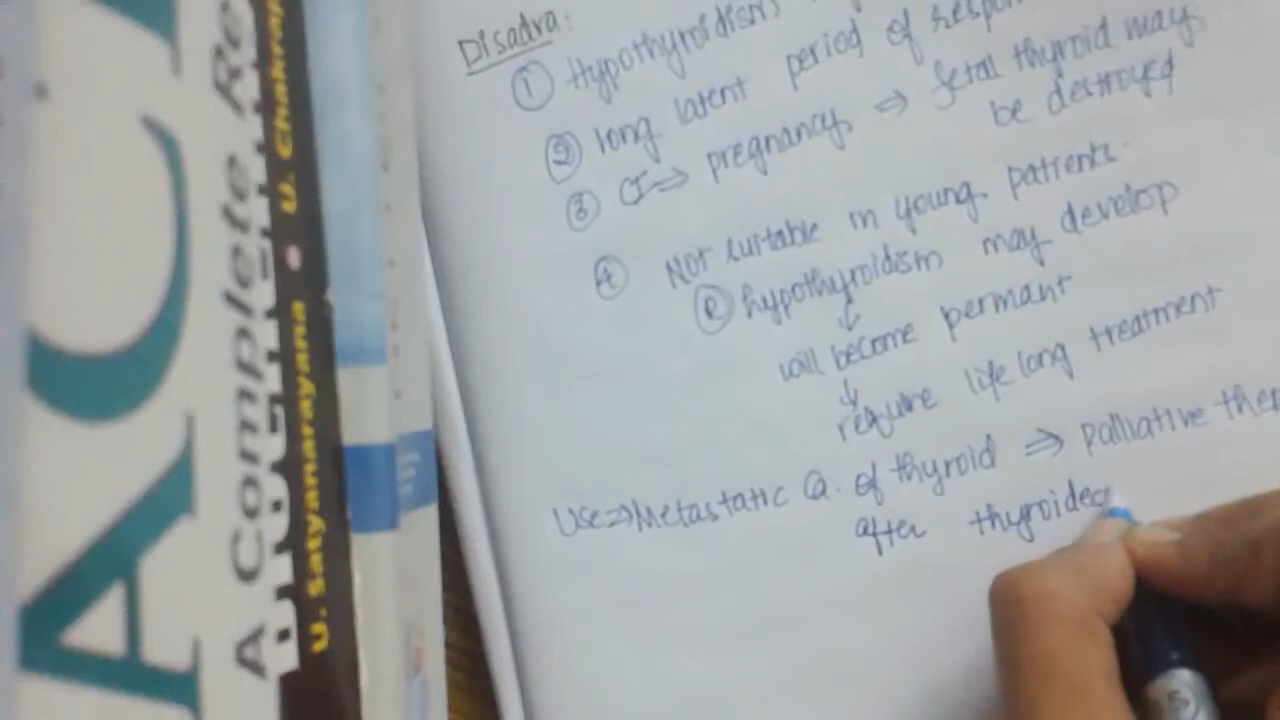 A Complete Re
U. Satyanarayana U. Chakrap
Disadva:
① Hypothyroidism
② long latent period of respon
③ CI⇒ pregnancy ⇒ fetal thyroid may
be destroyed
④ Not suitable in young patients.
hypothyroidism may develop
↓
will become permant
↓
require life long treatment
Use⇒Metastatic Ca. of thyroid ⇒ palliative ther
after thyroidec